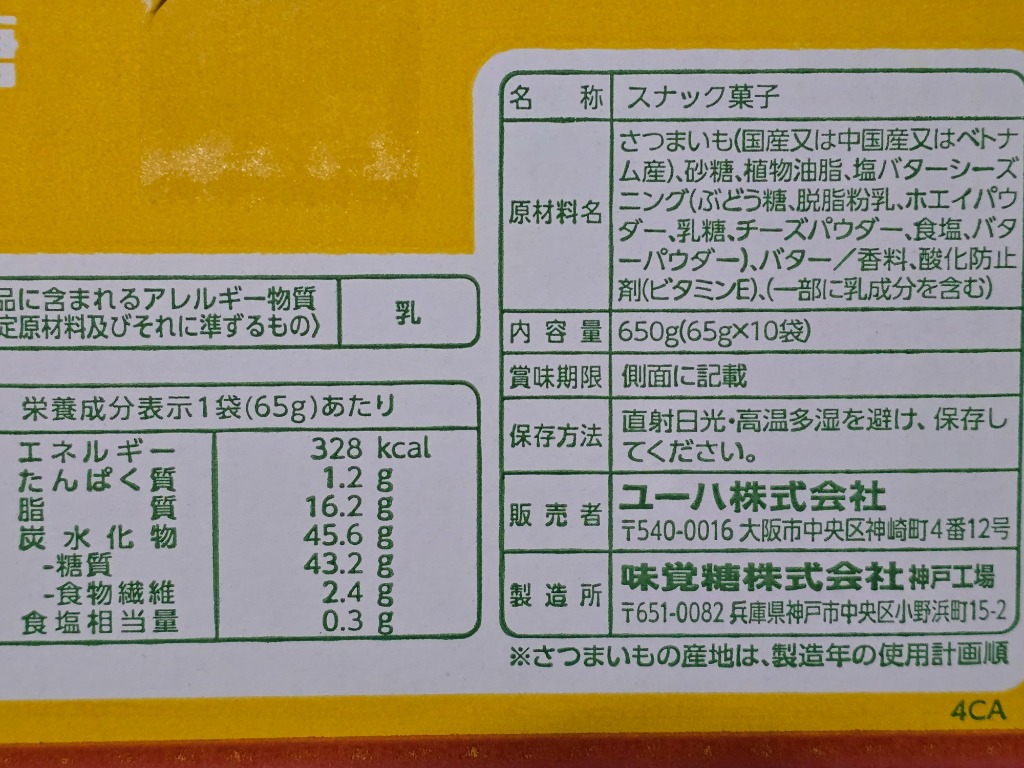 名 称 スナック菓子
原材料名
さつまいも(国産又は中国産又はベトナ
ム産)、砂糖、植物油脂、塩バターシーズ
ニング(ぶどう糖、脱脂粉乳、ホエイパウ
ダー、乳糖、チーズパウダー、食塩、バタ
ーパウダー)、バター/香料、酸化防止
剤(ビタミンE)、(一部に乳成分を含む)
内容量 650g(65g×10袋)
賞味期限 側面に記載
保存方法
直射日光・高温多湿を避け、保存し
てください。
販売者
ユーハ株式会社
〒540-0016 大阪市中央区神崎町4番12号
製造所
味覚糖株式会社 神戸工場
〒651-0082 兵庫県神戸市中央区小野浜町15-2
※さつまいもの産地は、製造年の使用計画順
品に含まれるアレルギー物質
定原材料及びそれに準ずるもの〉
乳
栄養成分表示1袋(65g)あたり
エネルギー 328 kcal
たんぱく質 1.2 g
脂質 16.2 g
炭水化物 45.6 g
-糖質 43.2 g
-食物繊維 2.4 g
食塩相当量 0.3 g
4CA